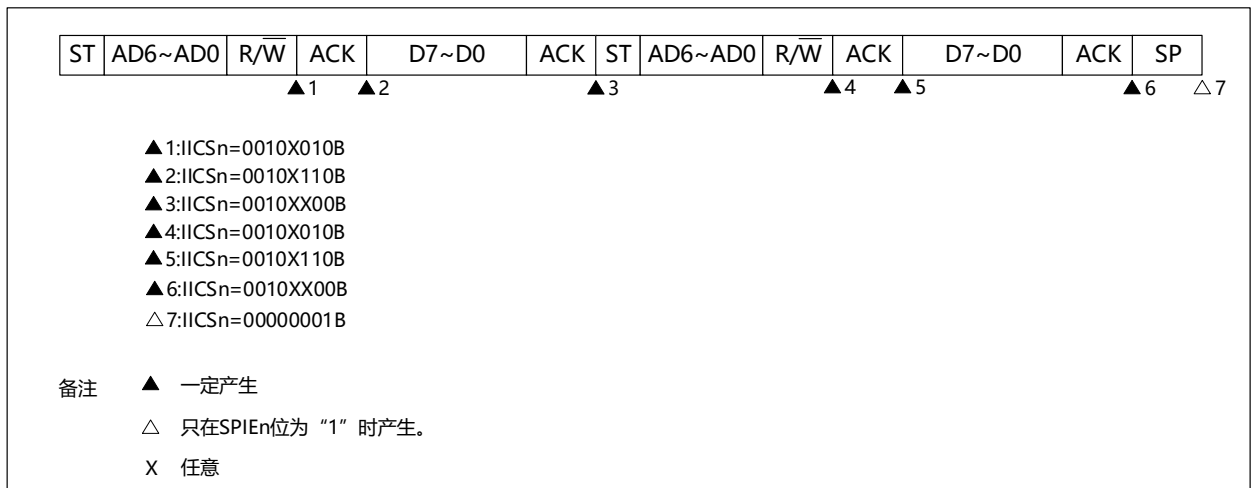 ST AD6~AD0 R/W̅ ACK D7~D0 ACK ST AD6~AD0 R/W̅ ACK D7~D0 ACK SP
▲1 ▲2 ▲3 ▲4 ▲5 ▲6 △7
▲1:IICSn=0010X010B
▲2:IICSn=0010X110B
▲3:IICSn=0010XX00B
▲4:IICSn=0010X010B
▲5:IICSn=0010X110B
▲6:IICSn=0010XX00B
△7:IICSn=00000001B
备注 ▲ 一定产生
△ 只在SPIEn位为“1”时产生。
X 任意